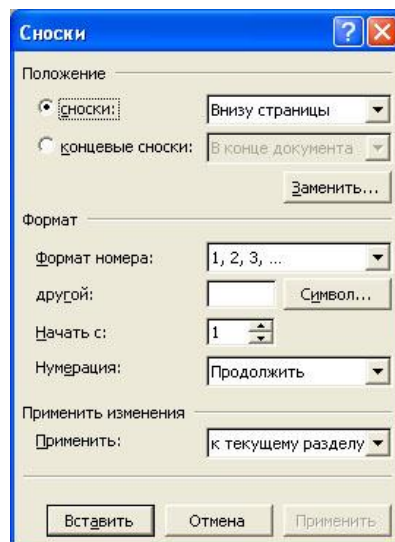 Сноски
Положение
сноски: Внизу страницы
концевые сноски: В конце документа
Заменить...
Формат
Формат номера: 1, 2, 3, ...
другой: Символ...
Начать с: 1
Нумерация: Продолжить
Применить изменения
Применить: к текущему разделу
Вставить Отмена Применить